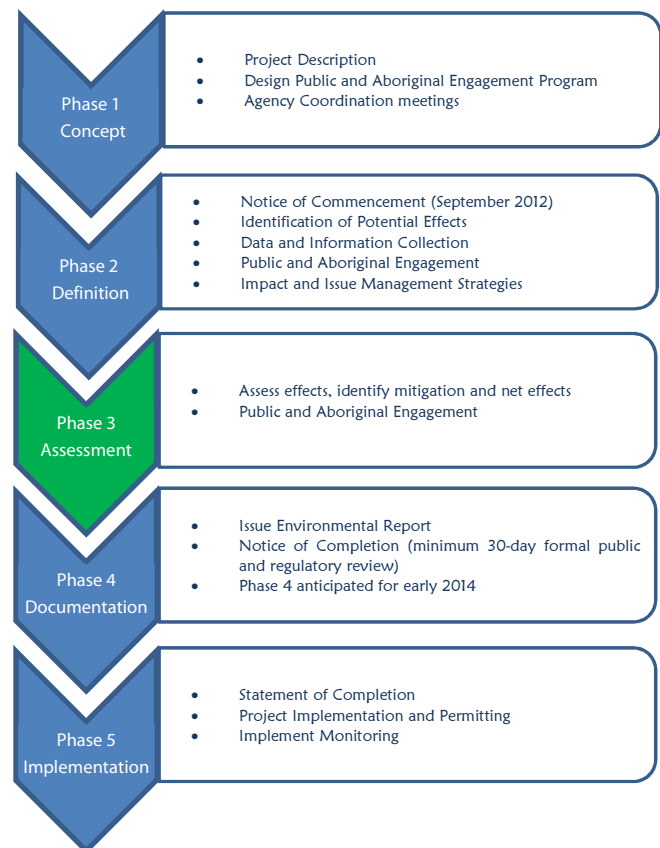 Phase 1
Concept
• Project Description
• Design Public and Aboriginal Engagement Program
• Agency Coordination meetings
Phase 2
Definition
• Notice of Commencement (September 2012)
• Identification of Potential Effects
• Data and Information Collection
• Public and Aboriginal Engagement
• Impact and Issue Management Strategies
Phase 3
Assessment
• Assess effects, identify mitigation and net effects
• Public and Aboriginal Engagement
Phase 4
Documentation
• Issue Environmental Report
• Notice of Completion (minimum 30-day formal public
and regulatory review)
• Phase 4 anticipated for early 2014
Phase 5
Implementation
• Statement of Completion
• Project Implementation and Permitting
• Implement Monitoring